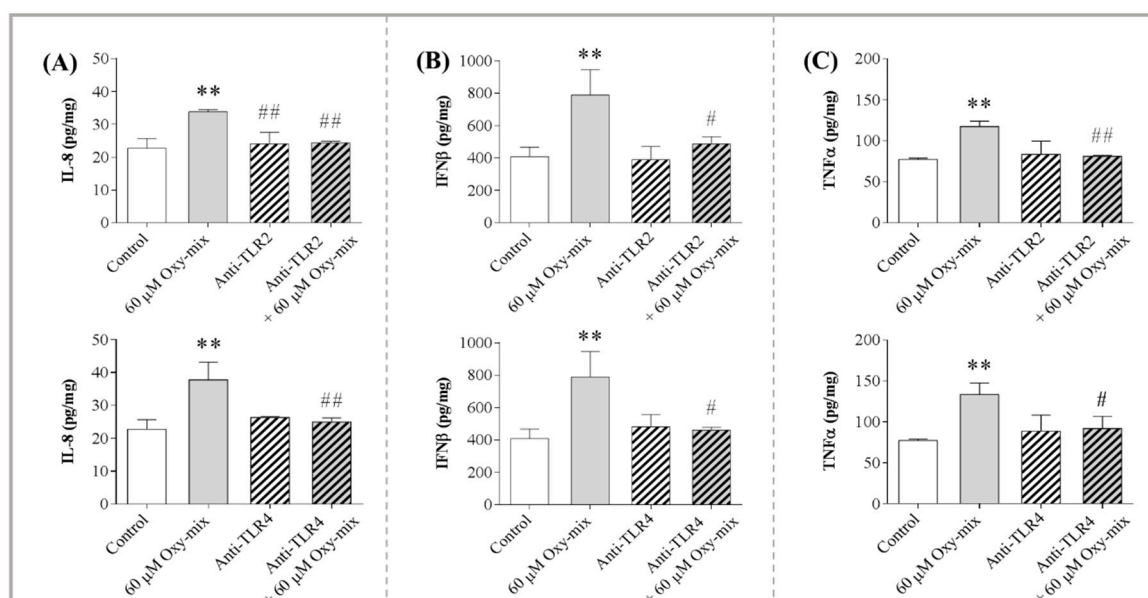 (A)
50
40
30
20
10
0
IL-8 (pg/mg)
**
##
##
Control
60 μM Oxy-mix
Anti-TLR2
Anti-TLR2
+ 60 μM Oxy-mix
(B)
1000
800
600
400
200
0
IFNβ (pg/mg)
**
#
Control
60 μM Oxy-mix
Anti-TLR2
Anti-TLR2
+ 60 μM Oxy-mix
(C)
200
150
100
50
0
TNFα (pg/mg)
**
##
Control
60 μM Oxy-mix
Anti-TLR2
Anti-TLR2
+ 60 μM Oxy-mix
50
40
30
20
10
0
IL-8 (pg/mg)
**
##
Control
60 μM Oxy-mix
Anti-TLR4
Anti-TLR4
+ 60 μM Oxy-mix
1000
800
600
400
200
0
IFNβ (pg/mg)
**
#
Control
60 μM Oxy-mix
Anti-TLR4
Anti-TLR4
+ 60 μM Oxy-mix
200
150
100
50
0
TNFα (pg/mg)
**
#
Control
60 μM Oxy-mix
Anti-TLR4
Anti-TLR4
+ 60 μM Oxy-mix